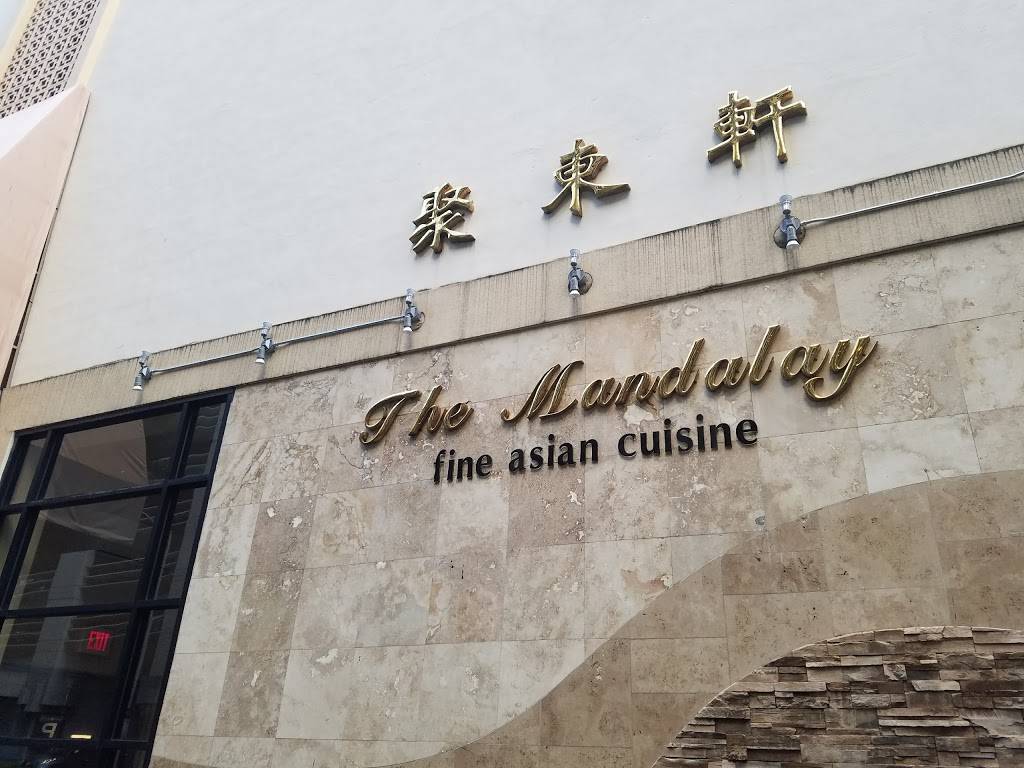 聚東軒
The Mandalay
fine asian cuisine
EXIT
P